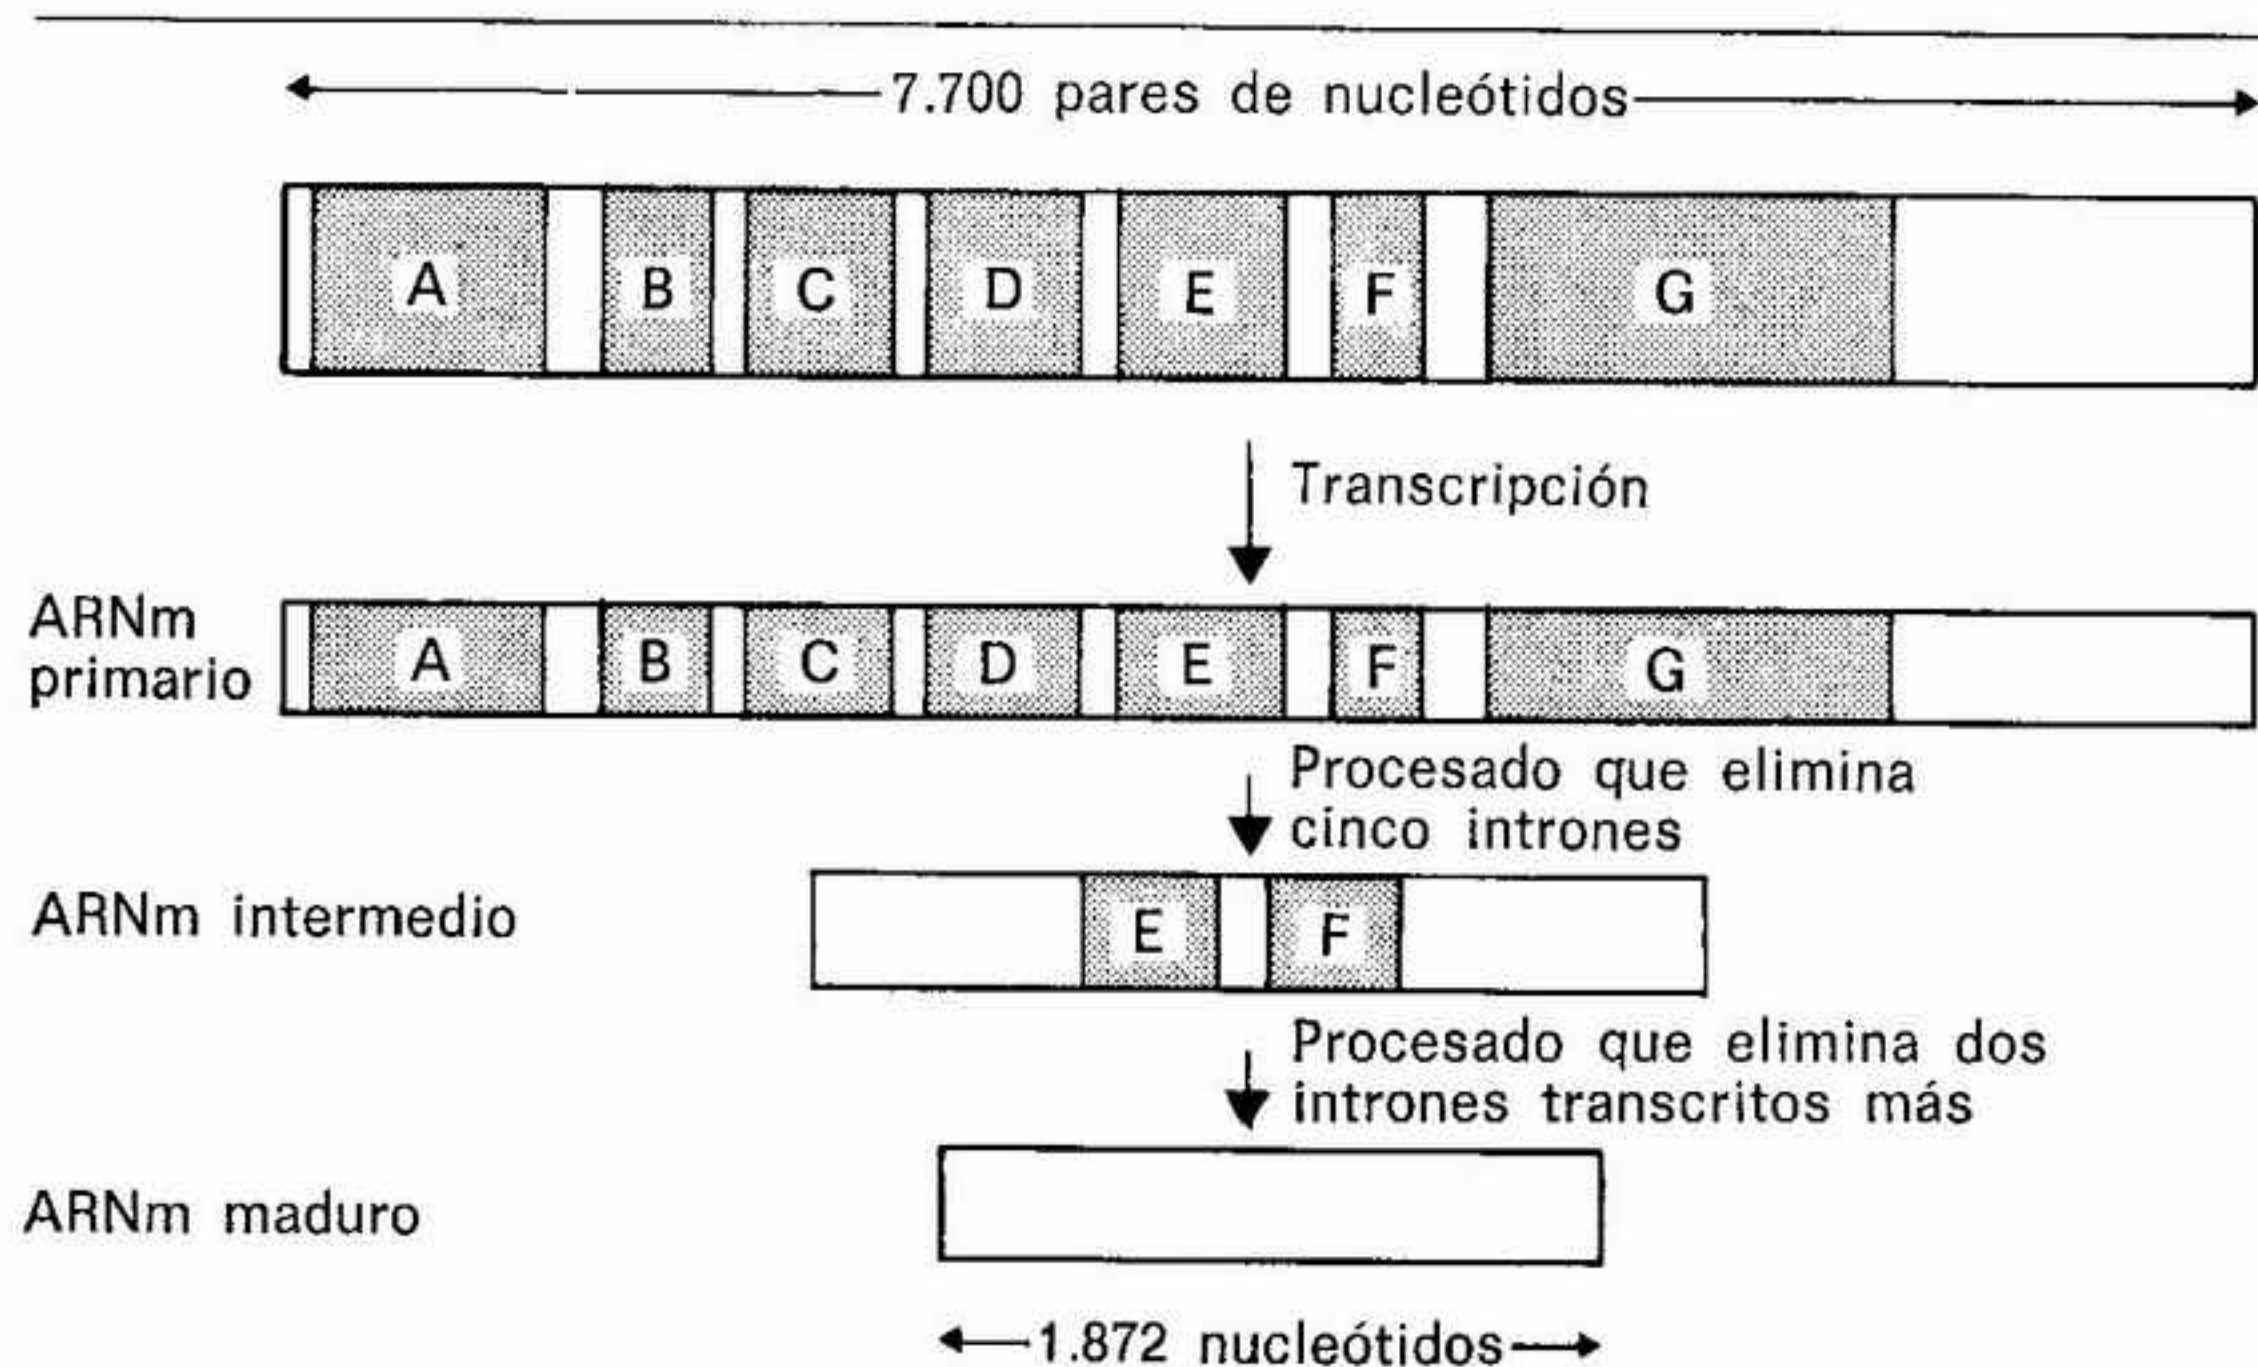 7.700 pares de nucleótidos
A B C D E F G
Transcripción
ARNm
primario
A B C D E F G
Procesado que elimina
cinco intrones
ARNm intermedio
E F
Procesado que elimina dos
intrones transcritos más
ARNm maduro
1.872 nucleótidos